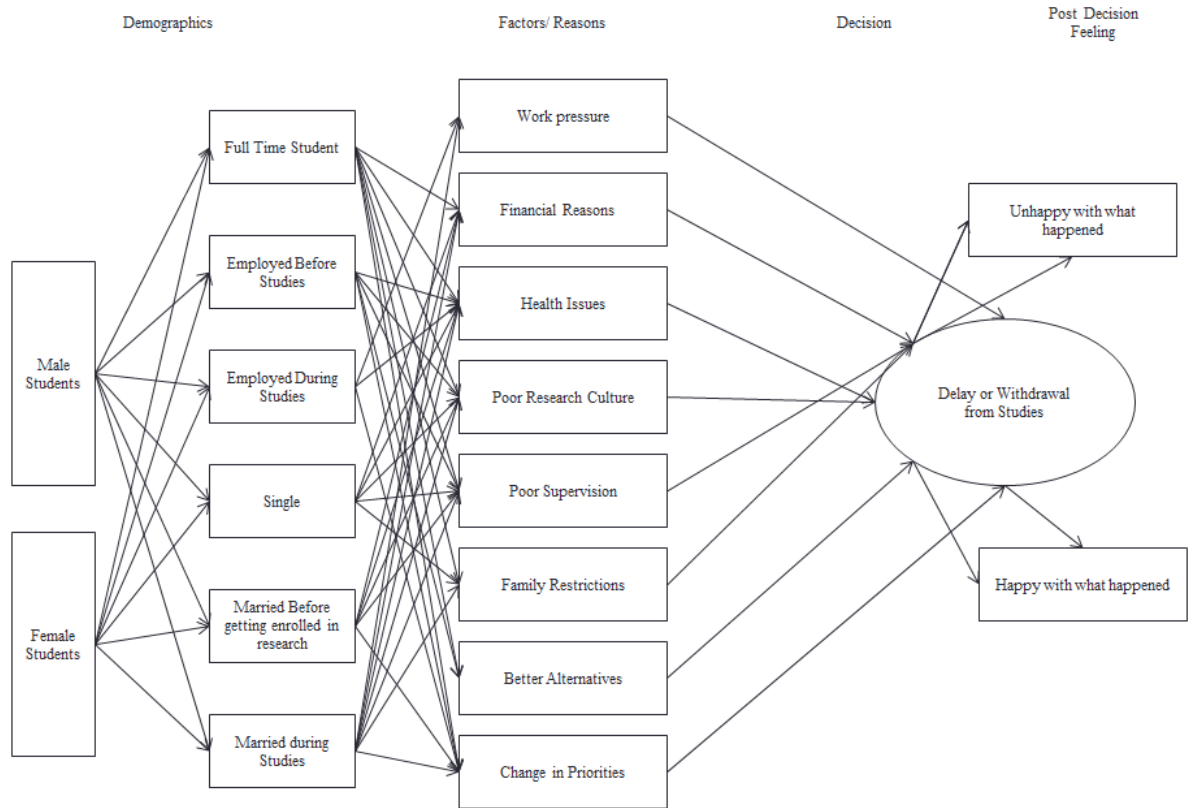 Demographics
Factors/ Reasons
Decision
Post Decision
Feeling
Male
Students
Female
Students
Full Time Student
Employed Before
Studies
Employed During
Studies
Single
Married Before
getting enrolled in
research
Married during
Studies
Work pressure
Financial Reasons
Health Issues
Poor Research Culture
Poor Supervision
Family Restrictions
Better Alternatives
Change in Priorities
Delay or Withdrawal
from Studies
Unhappy with what
happened
Happy with what happened